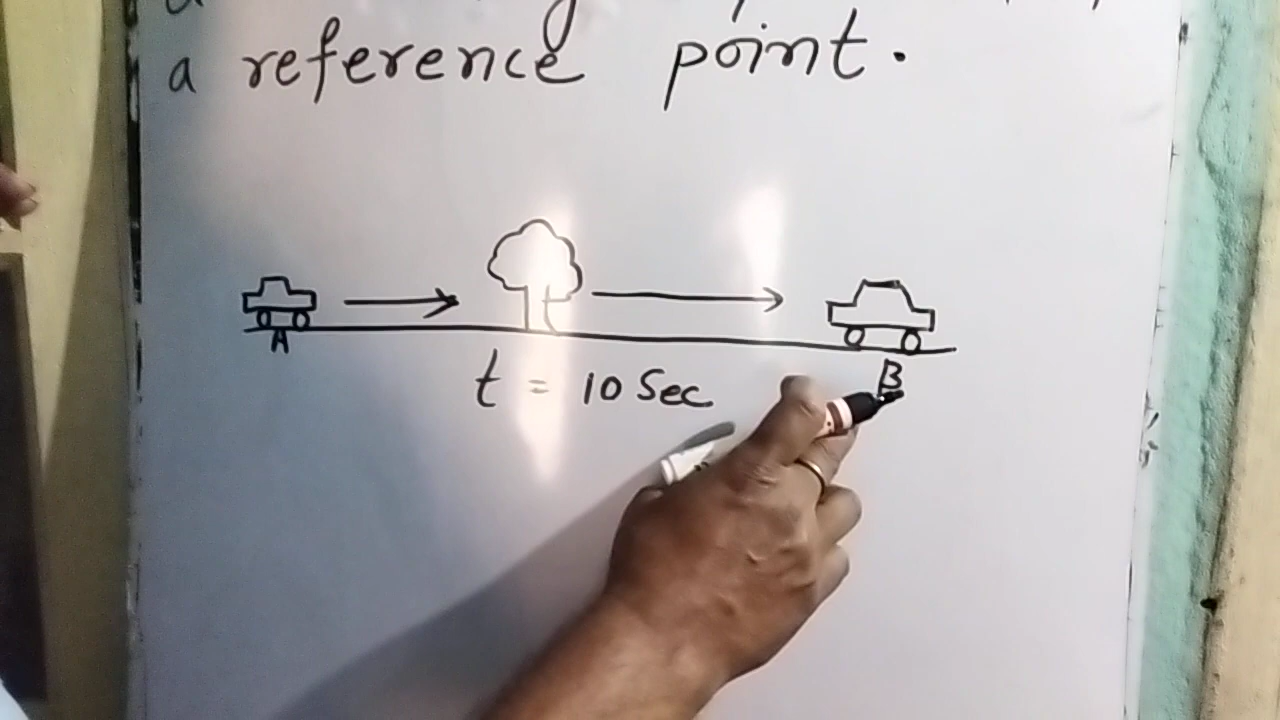 a reference point.
A
t = 10 Sec
B